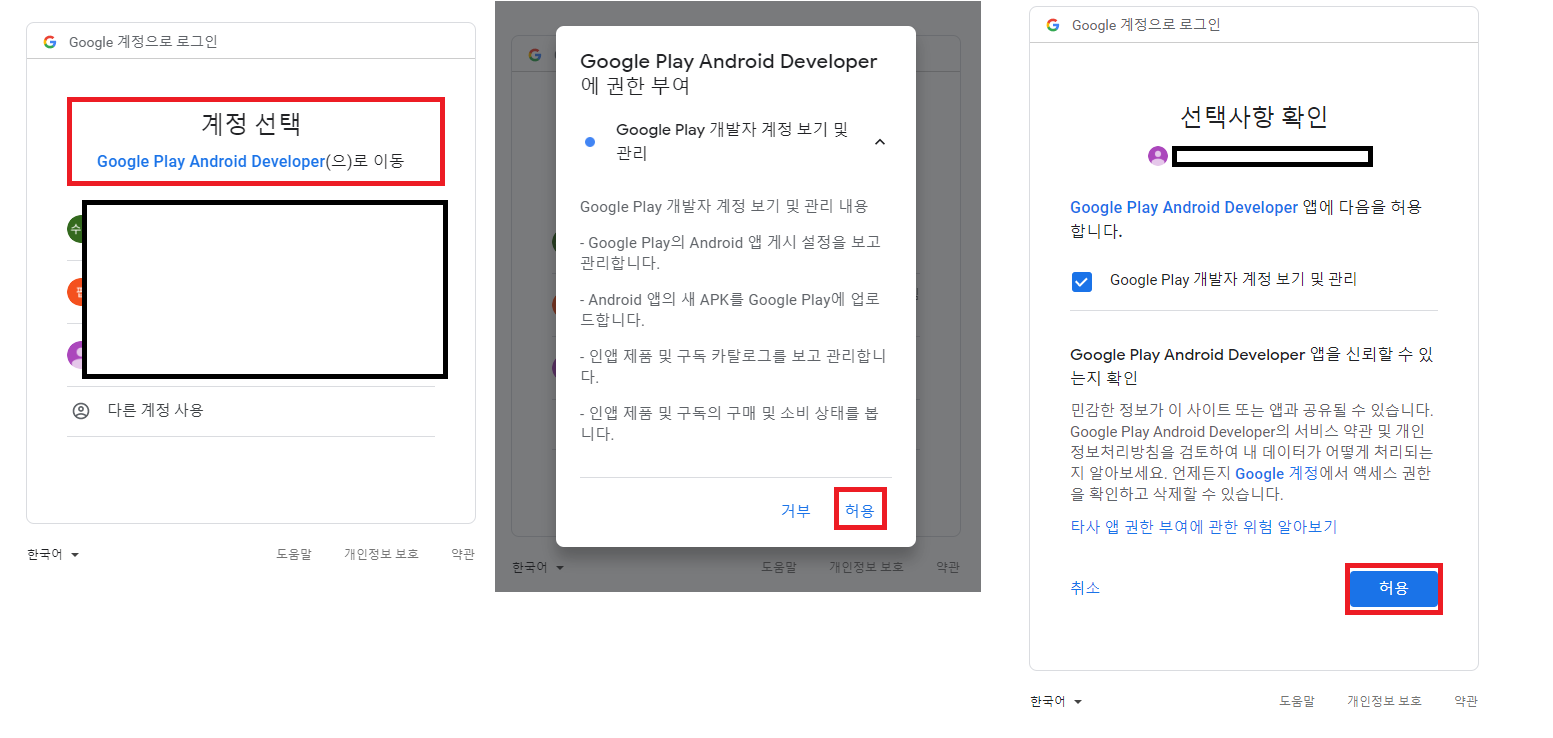 Google 계정으로 로그인
계정 선택
Google Play Android Developer(으)로 이동
수
다른 계정 사용
한국어
도움말
개인정보 보호
약관
Google Play Android Developer
에 권한 부여
Google Play 개발자 계정 보기 및
관리
Google Play 개발자 계정 보기 및 관리 내용
- Google Play의 Android 앱 게시 설정을 보고
관리합니다.
- Android 앱의 새 APK를 Google Play에 업로
드합니다.
- 인앱 제품 및 구독 카탈로그를 보고 관리합니
다.
- 인앱 제품 및 구독의 구매 및 소비 상태를 봅
니다.
거부
허용
한국어
도움말
개인정보 보호
약관
Google 계정으로 로그인
선택사항 확인
Google Play Android Developer 앱에 다음을 허용
합니다.
Google Play 개발자 계정 보기 및 관리
Google Play Android Developer 앱을 신뢰할 수 있
는지 확인
민감한 정보가 이 사이트 또는 앱과 공유될 수 있습니다.
Google Play Android Developer의 서비스 약관 및 개인
정보처리방침을 검토하여 내 데이터가 어떻게 처리되는
지 알아보세요. 언제든지 Google 계정에서 액세스 권한
을 확인하고 삭제할 수 있습니다.
타사 앱 권한 부여에 관한 위험 알아보기
취소
허용
한국어
도움말
개인정보 보호
약관